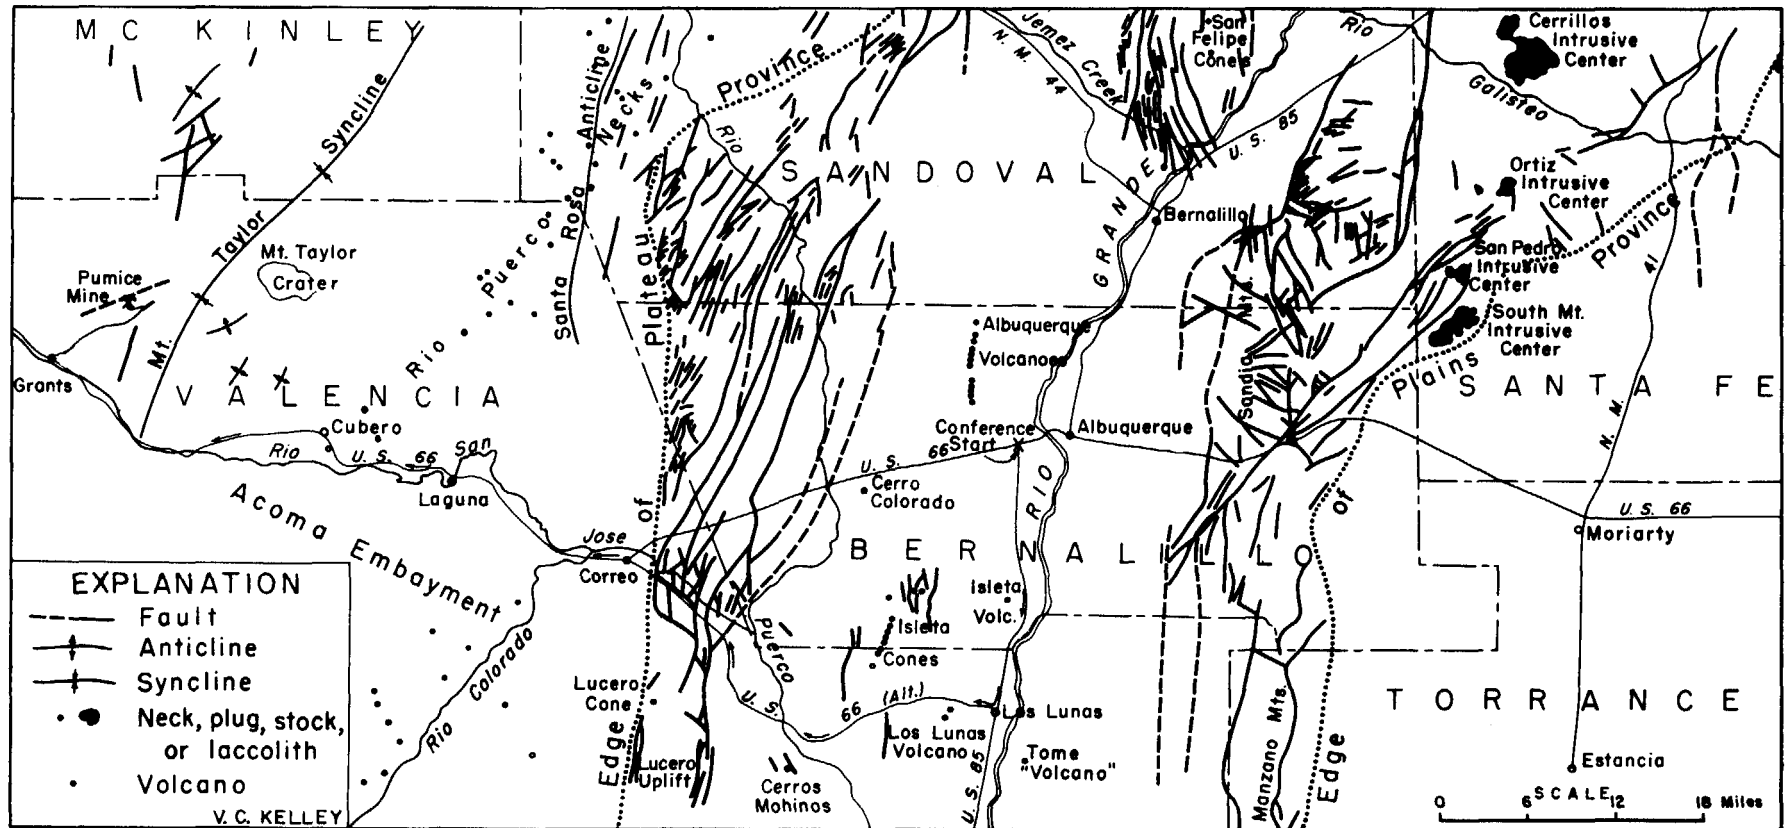 MC KINLEY
Mt. Taylor Syncline
Mt. Taylor
Crater
Pumice
Mine
Grants
VALENCIA
Cubero
Rio San Jose
U. S. 66
Laguna
Acoma Embayment
Correo
Rio Puerco Necks
Santa Rosa Anticline
Edge of Plateau Province
Rio Puerco
SANDOVAL
Jemez Creek
N. M. 44
San
Felipe
Cones
RIO GRANDE
U. S. 85
Bernalillo
Rio Galisteo
Cerrillos
Intrusive
Center
Ortiz
Intrusive
Center
San Pedro
Intrusive
Center
South Mt.
Intrusive
Center
Edge of Plains Province
N. M. 41
SANTA FE
Sandia Mts.
Albuquerque
Volcanoes
Conference
Start
Albuquerque
U. S. 66
Cerro
Colorado
BERNALILLO
Isleta
Volc.
Isleta
Cones
U. S. 66 (Alt.)
Los Lunas
Los Lunas
Volcano
Tome
"Volcano"
U. S. 85
Cerros
Mohinos
Lucero
Cone
Lucero
Uplift
Rio Colorado
Manzano Mts.
U. S. 66
Moriarty
TORRANCE
Estancia
EXPLANATION
Fault
Anticline
Syncline
Neck, plug, stock,
or laccolith
Volcano
V. C. KELLEY
SCALE
0 6 12 18 Miles